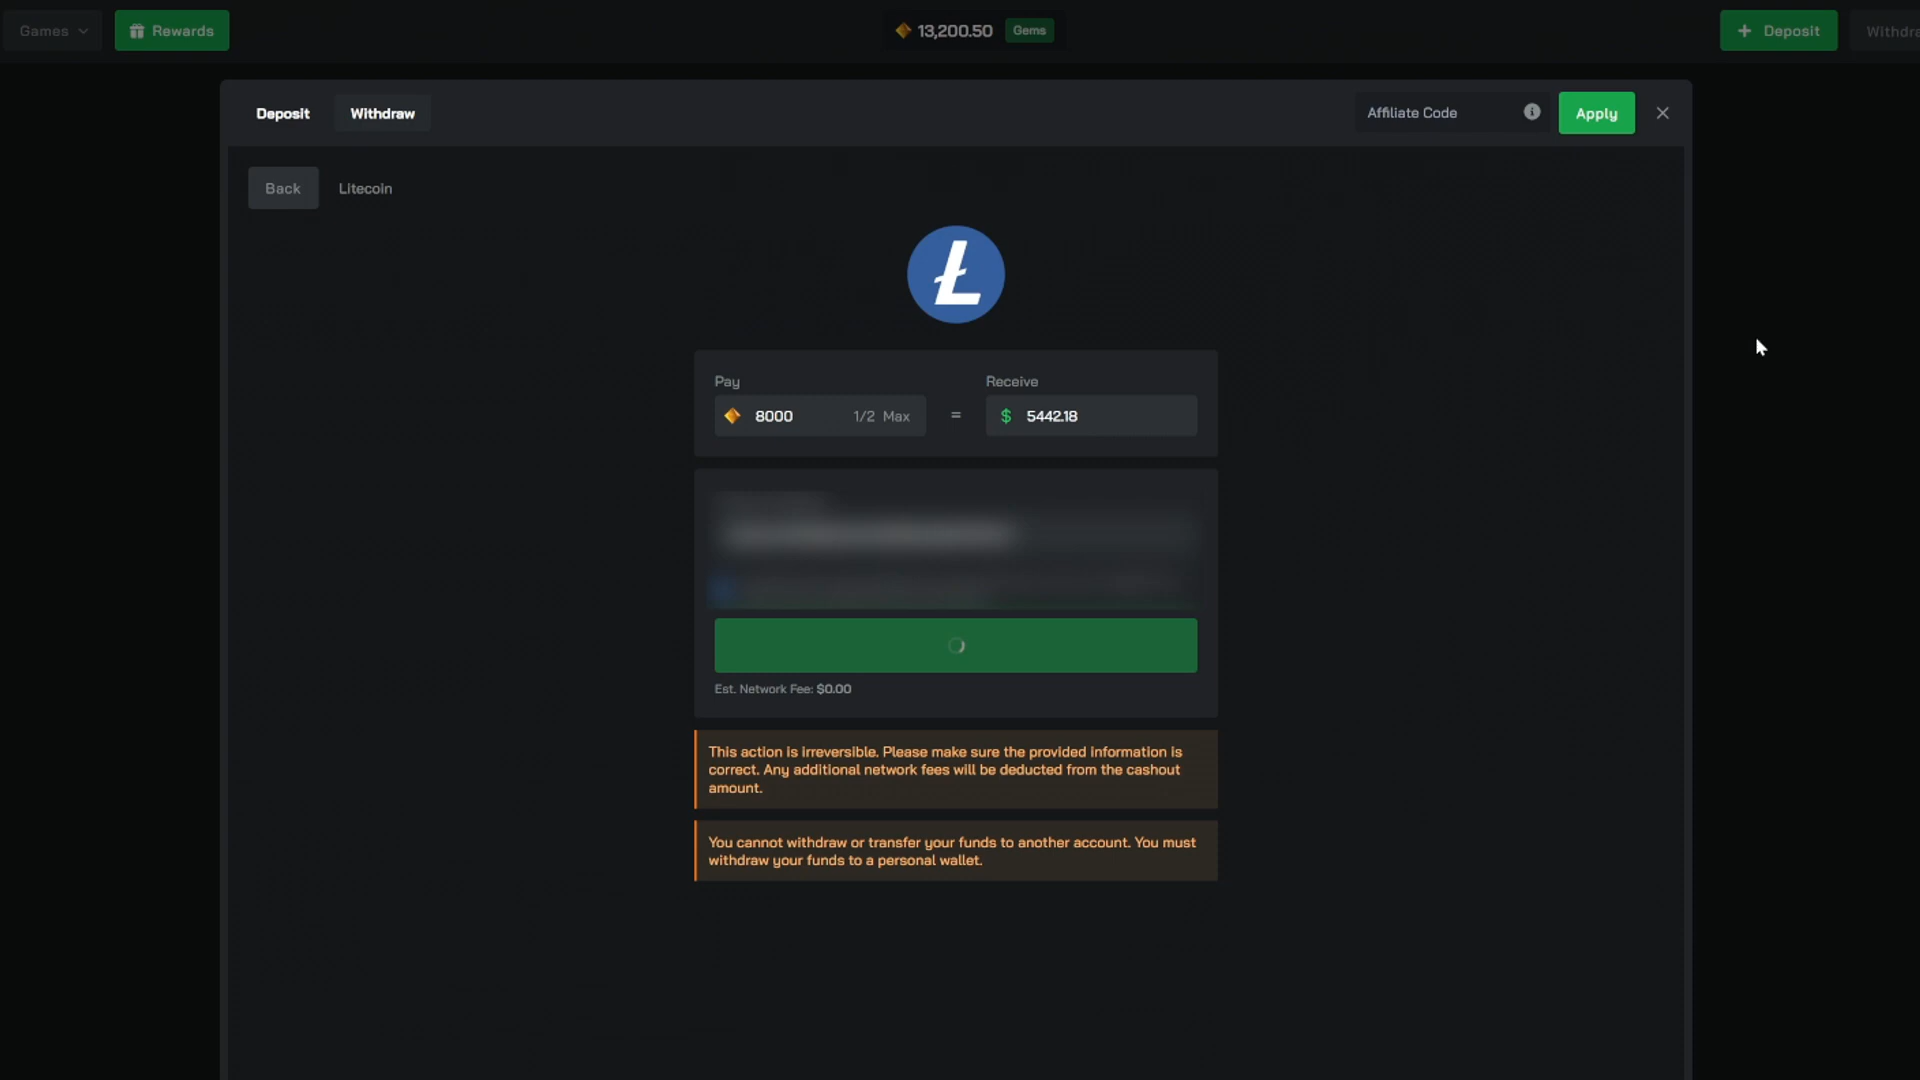 Games
Rewards
13,200.50 Gems
Deposit
Deposit
Withdraw
Affiliate Code
Apply
Back
Litecoin
Pay
Receive
8000 1/2 Max
=
$ 5442.18
Est. Network Fee: $0.00
This action is irreversible. Please make sure the provided information is
correct. Any additional network fees will be deducted from the cashout
amount.
You cannot withdraw or transfer your funds to another account. You must
withdraw your funds to a personal wallet.